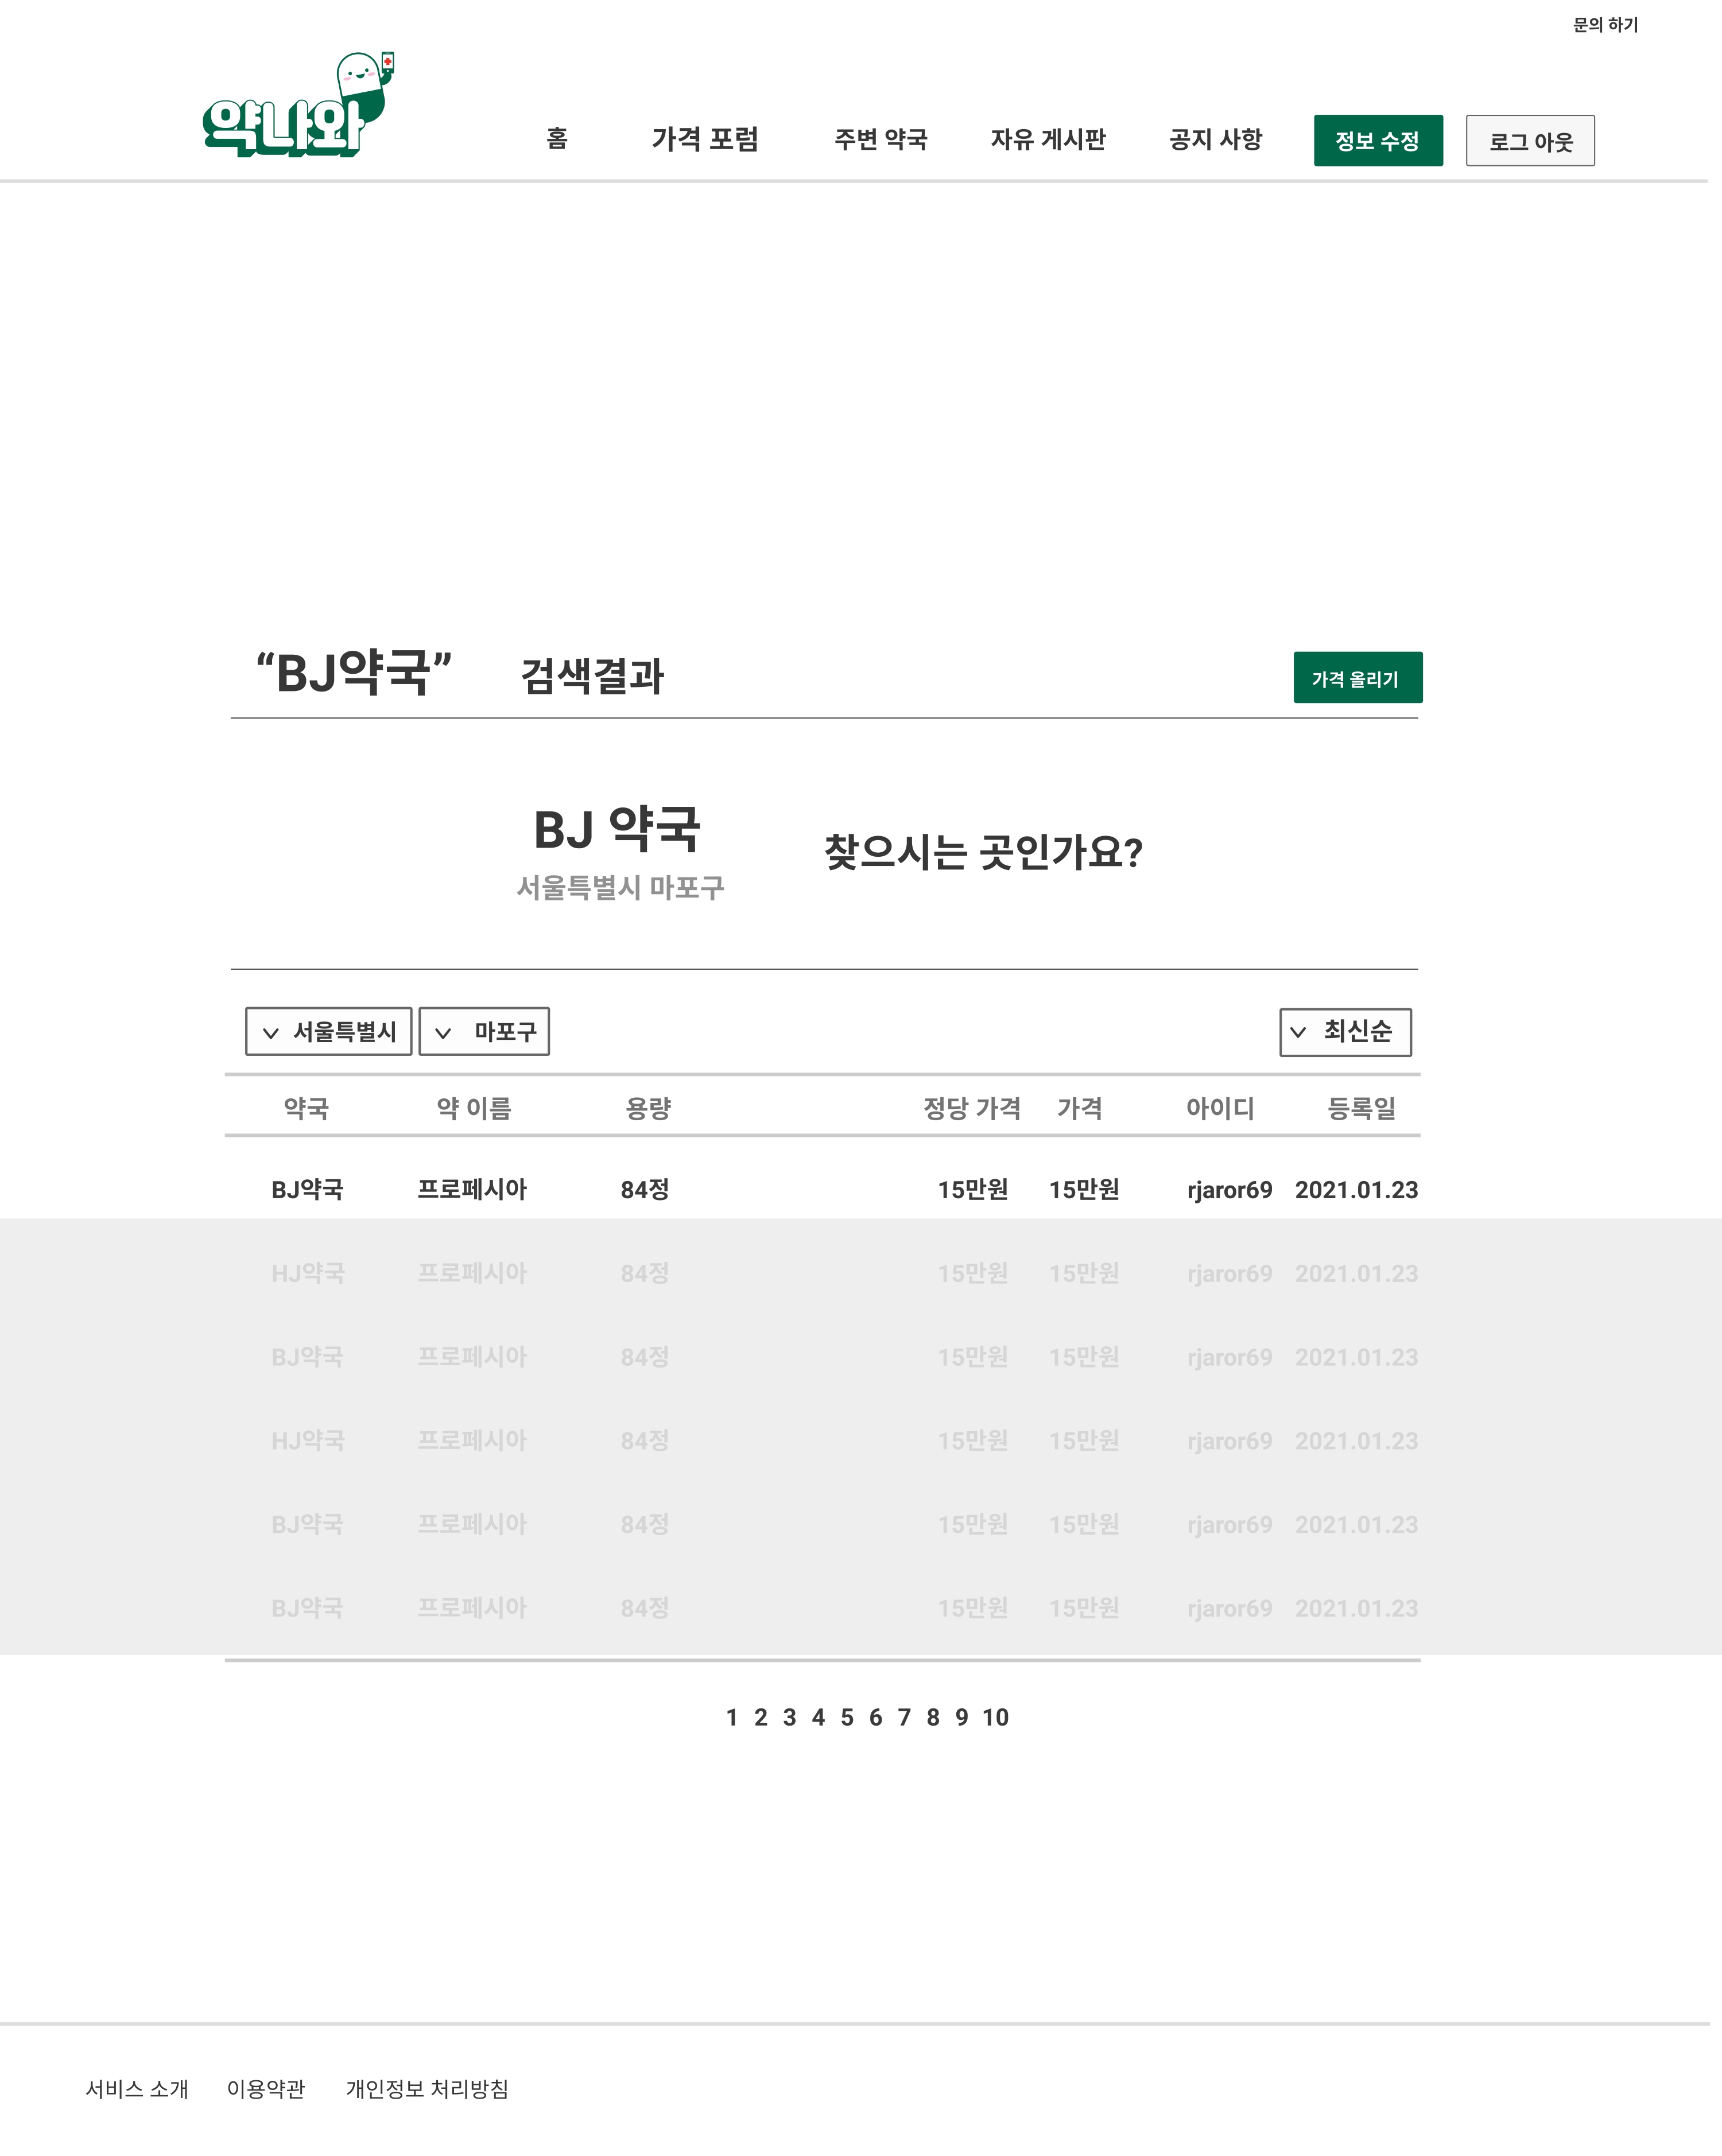 문의 하기
약나와
홈 가격 포럼 주변 약국 자유 게시판 공지 사항 정보 수정 로그 아웃
“BJ약국” 검색결과 가격 올리기
BJ 약국 찾으시는 곳인가요?
서울특별시 마포구
서울특별시 마포구 최신순
약국 약 이름 용량 정당 가격 가격 아이디 등록일
BJ약국 프로페시아 84정 15만원 15만원 rjaror69 2021.01.23
HJ약국 프로페시아 84정 15만원 15만원 rjaror69 2021.01.23
BJ약국 프로페시아 84정 15만원 15만원 rjaror69 2021.01.23
HJ약국 프로페시아 84정 15만원 15만원 rjaror69 2021.01.23
BJ약국 프로페시아 84정 15만원 15만원 rjaror69 2021.01.23
BJ약국 프로페시아 84정 15만원 15만원 rjaror69 2021.01.23
1 2 3 4 5 6 7 8 9 10
서비스 소개 이용약관 개인정보 처리방침